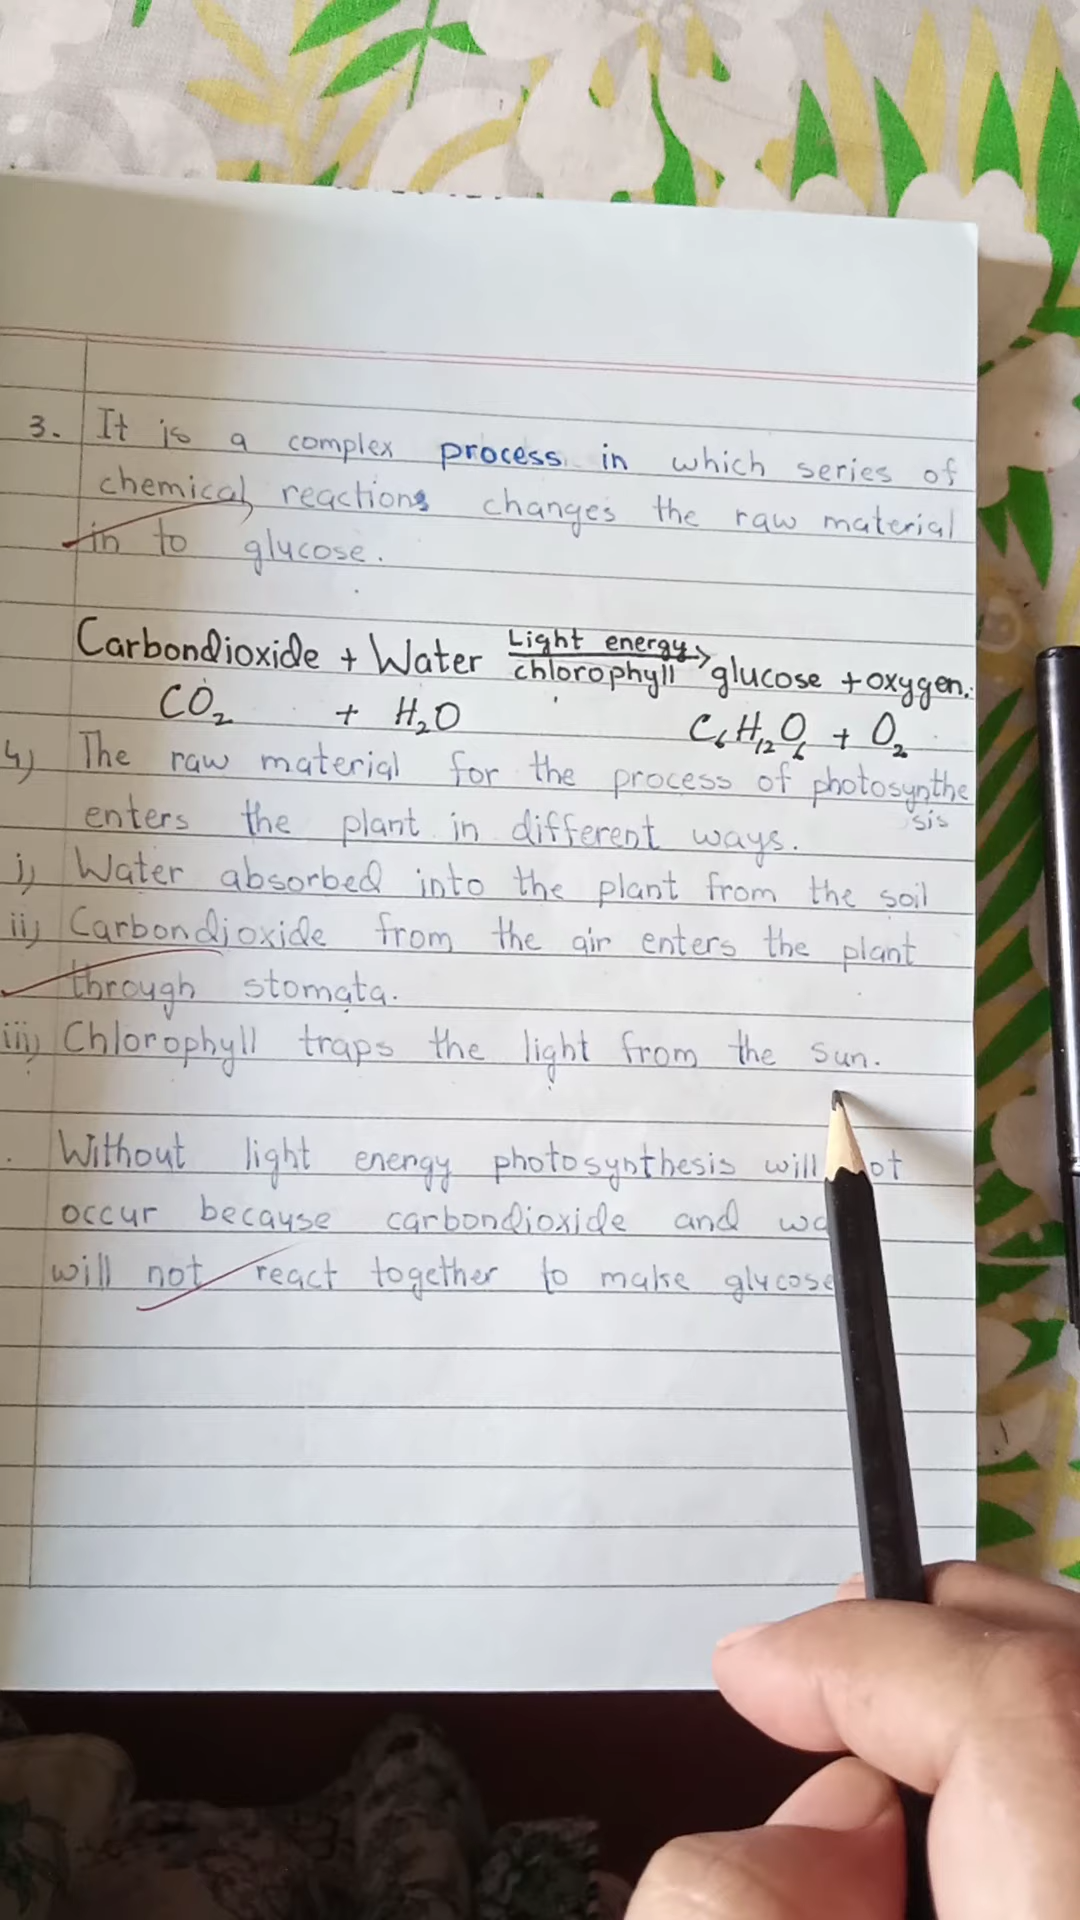 3. It is a complex process in which series of
chemical reactions changes the raw material
in to glucose.
Carbondioxide + Water Light energy> glucose + oxygen.
chlorophyll
CO₂ + H₂O C₆H₁₂O₆ + O₂
4) The raw material for the process of photosynthe
sis
enters the plant in different ways.
i) Water absorbed into the plant from the soil
ii) Carbondioxide from the air enters the plant
through stomata.
iii) Chlorophyll traps the light from the sun.
. Without light energy photosynthesis will
occur because carbondioxide and
will not react together to make glucose